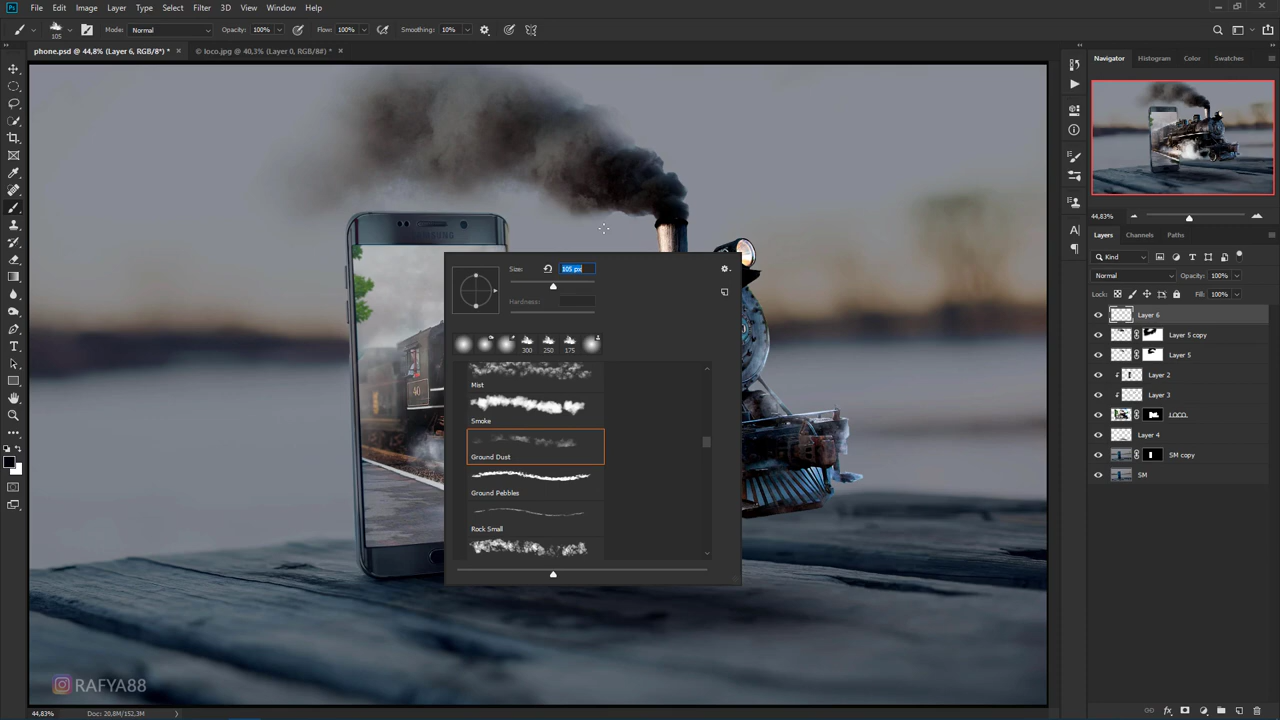 Ps File Edit Image Layer Type Select Filter 3D View Window Help
105 Mode: Normal Opacity: 100% Flow: 100% Smoothing: 10%
phone.psd @ 44,8% (Layer 6, RGB/8*) * × © loco.jpg @ 40,3% (Layer 0, RGB/8#) * ×
Navigator Histogram Color Swatches
44,83%
Layers Channels Paths
Kind
Normal Opacity: 100%
Lock: Fill: 100%
Layer 6
Layer 5 copy
Layer 5
Layer 2
Layer 3
LOCO
Layer 4
SM copy
SM
SAMSUNG
40
Size: 105 px
Hardness:
300 250 175
Mist
Smoke
Ground Dust
Ground Pebbles
Rock Small
RAFYA88
44,83% Doc: 20,8M/152,3M